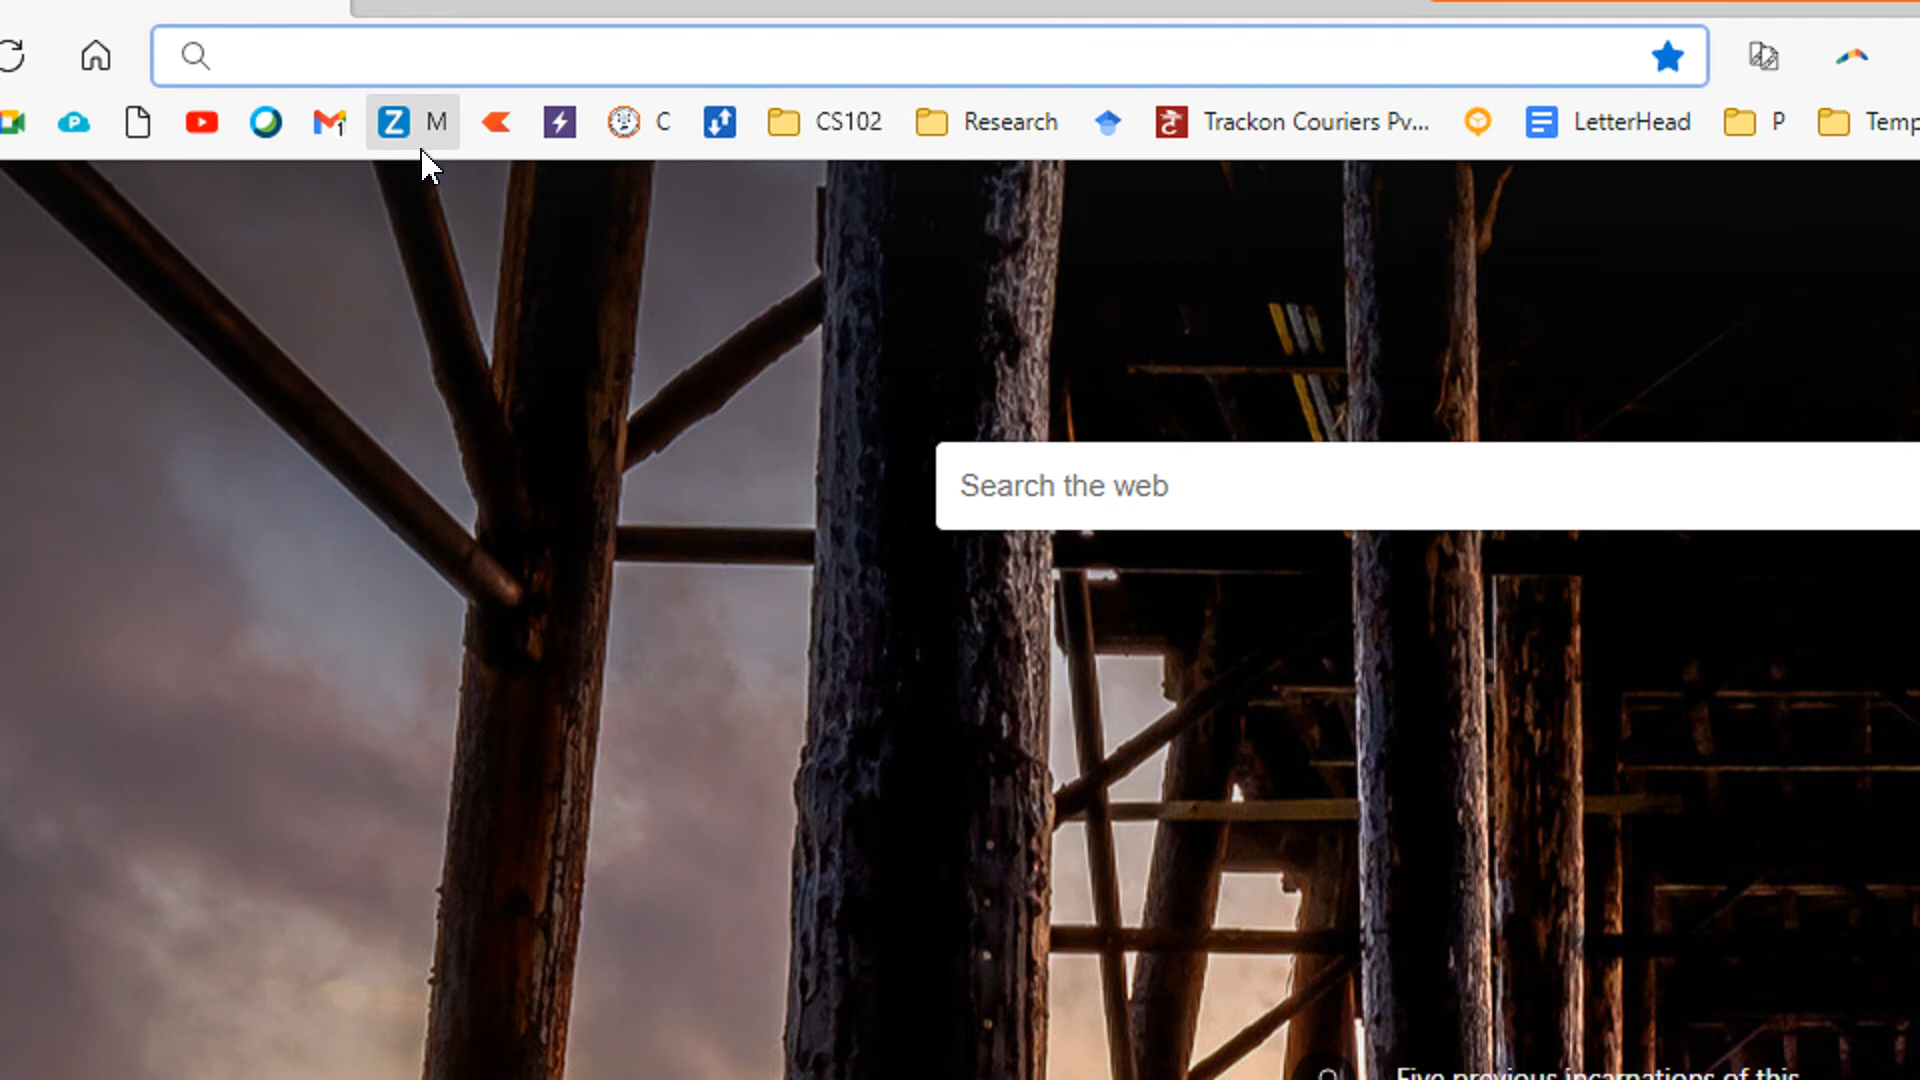 M C CS102 Research Trackon Couriers Pv... LetterHead P Temp
Search the web
Five previous incarnations of this